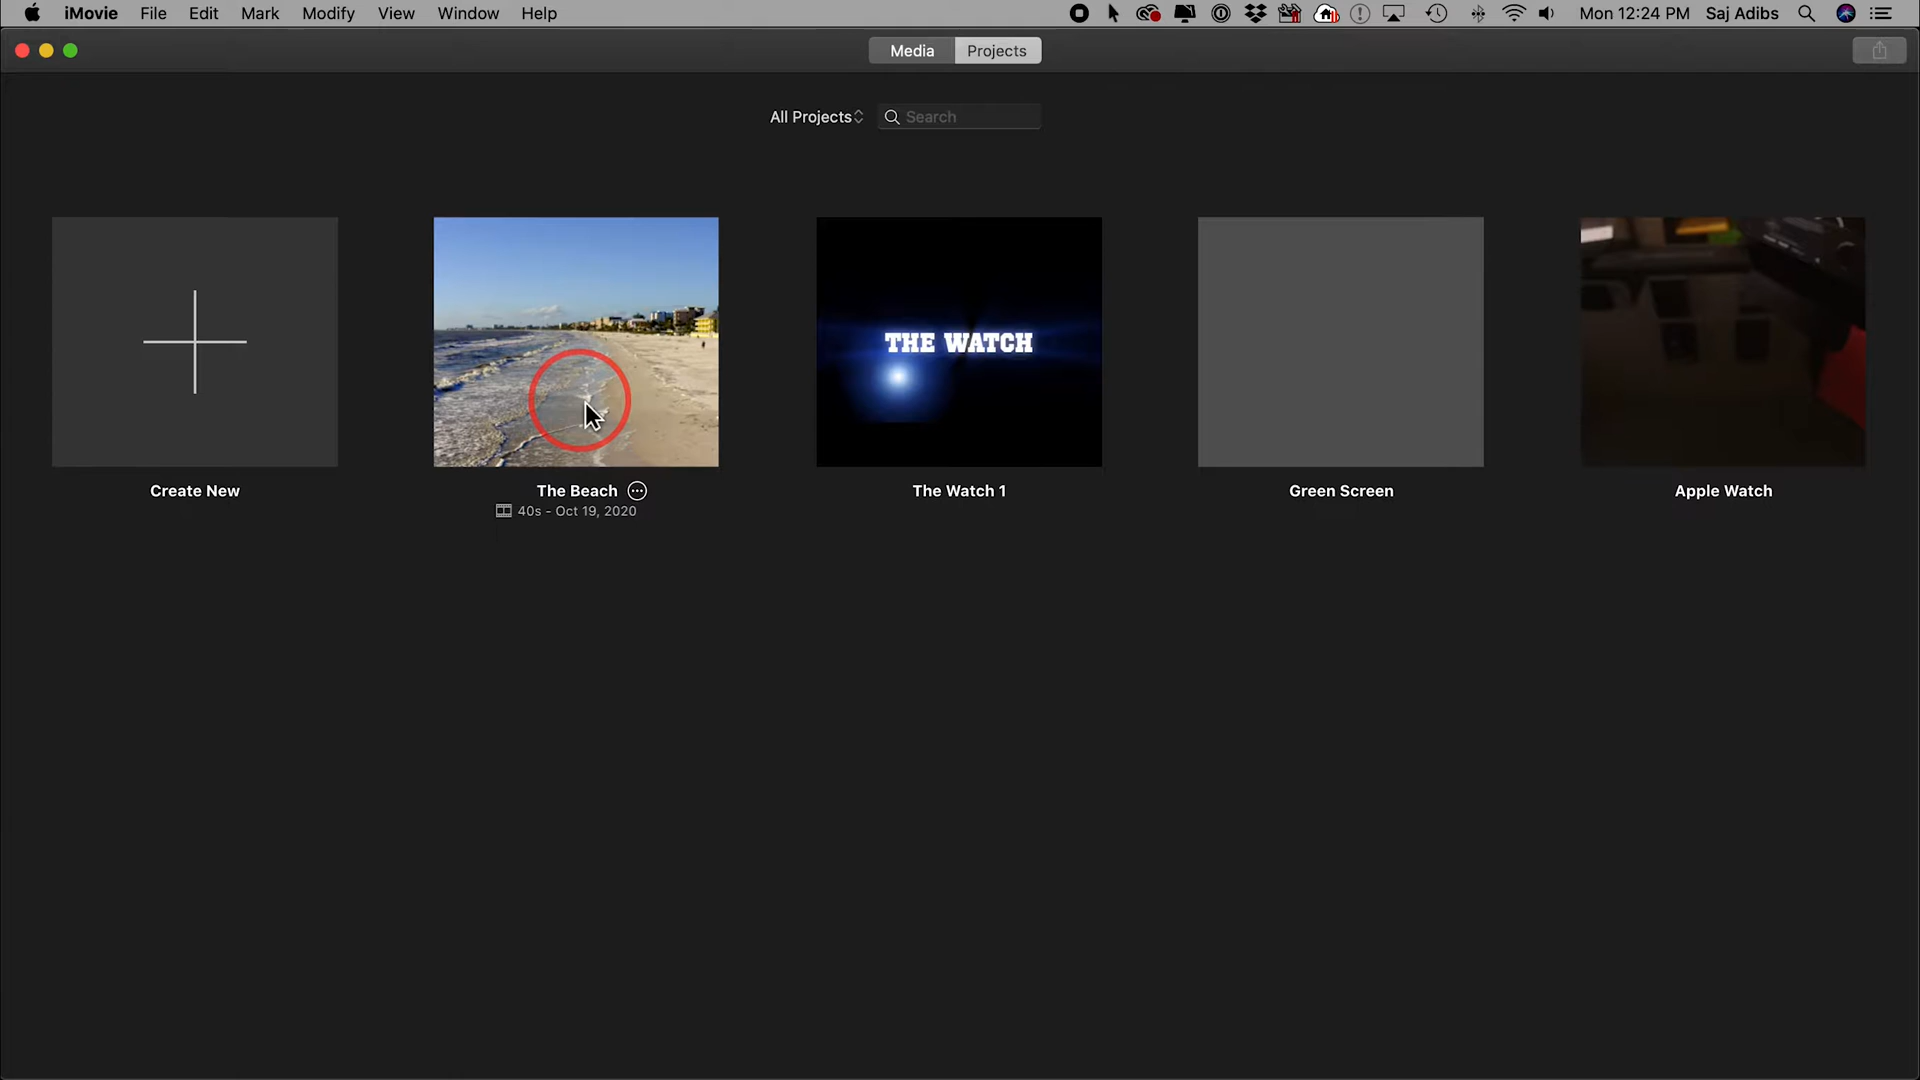 iMovie File Edit Mark Modify View Window Help Mon 12:24 PM Saj Adibs
Media Projects
All Projects Search
THE WATCH
Create New The Beach The Watch 1 Green Screen Apple Watch
40s - Oct 19, 2020